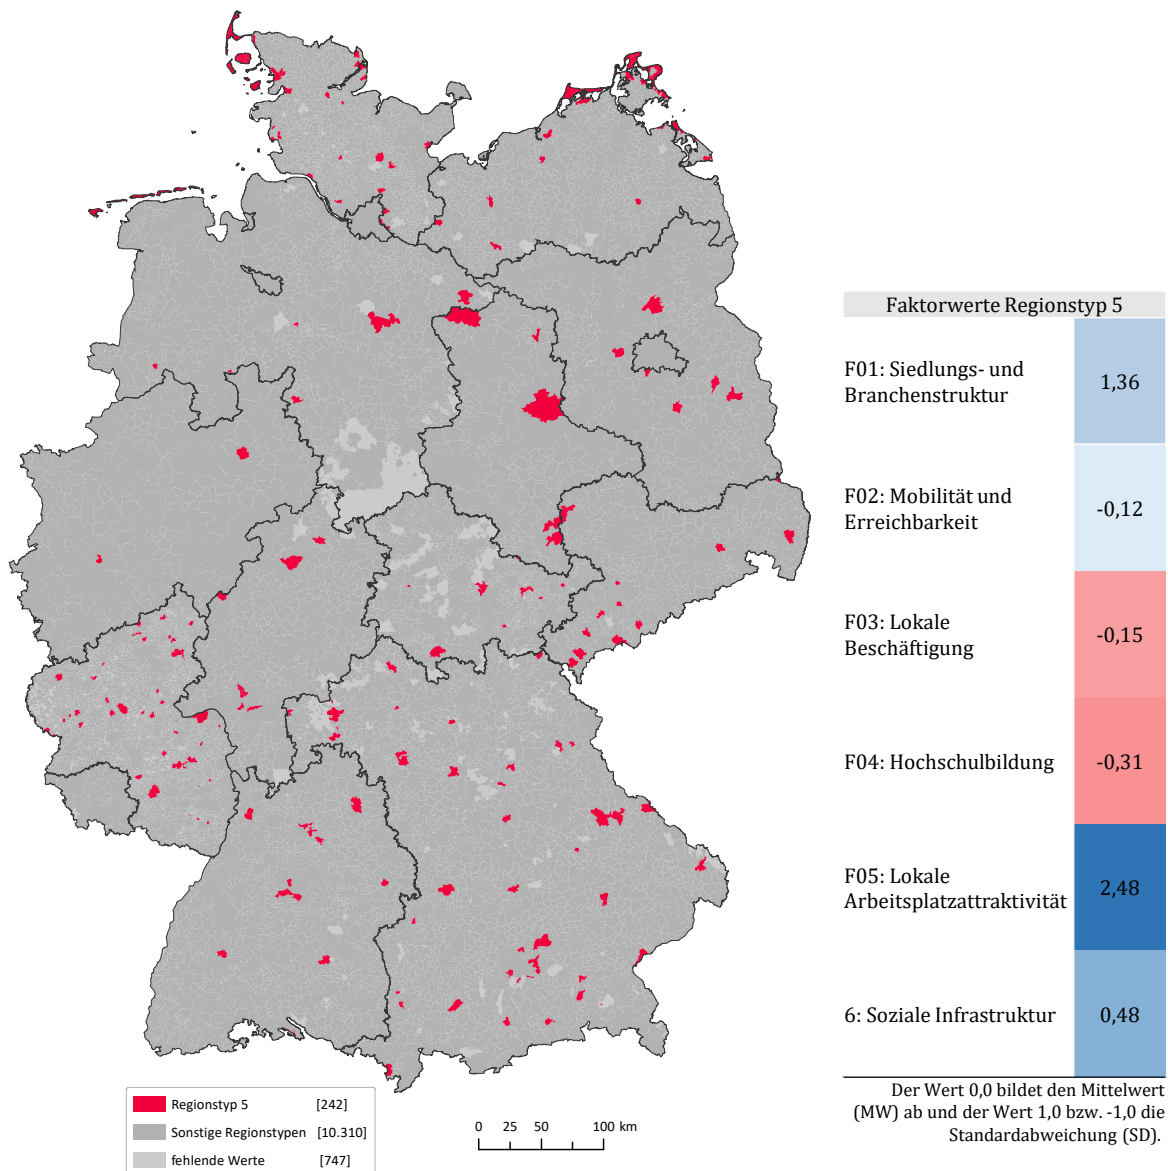 Faktorwerte Regionstyp 5
F01: Siedlungs- und
Branchenstruktur
1,36
F02: Mobilität und
Erreichbarkeit
-0,12
F03: Lokale
Beschäftigung
-0,15
F04: Hochschulbildung
-0,31
F05: Lokale
Arbeitsplatzattraktivität
2,48
6: Soziale Infrastruktur
0,48
Der Wert 0,0 bildet den Mittelwert
(MW) ab und der Wert 1,0 bzw. -1,0 die
Standardabweichung (SD).
Regionstyp 5 [242]
Sonstige Regionstypen [10.310]
fehlende Werte [747]
0 50 100 km